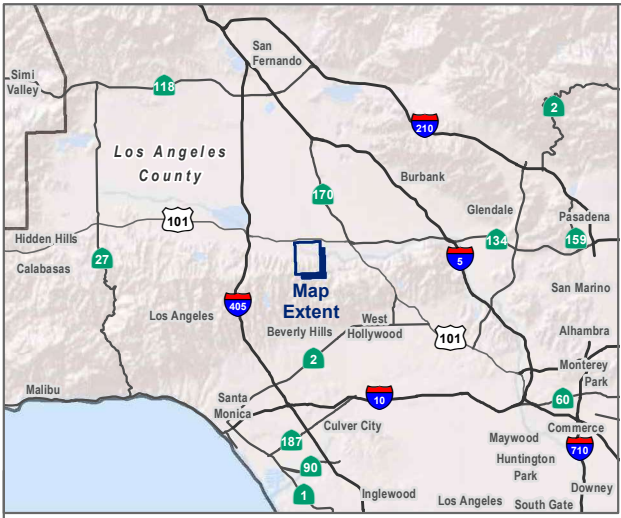 San
Fernando
Simi
Valley
118
2
210
Los Angeles
County
Burbank
170
Glendale
Pasadena
101
Hidden Hills
134
159
27
5
Calabasas
Map
Extent
San Marino
405
Los Angeles
West
Hollywood
Beverly Hills
101
Alhambra
2
Monterey
Park
Malibu
10
60
Santa
Monica
Culver City
Commerce
187
Maywood
710
90
Huntington
Park
1
Inglewood
Los Angeles
South Gate
Downey